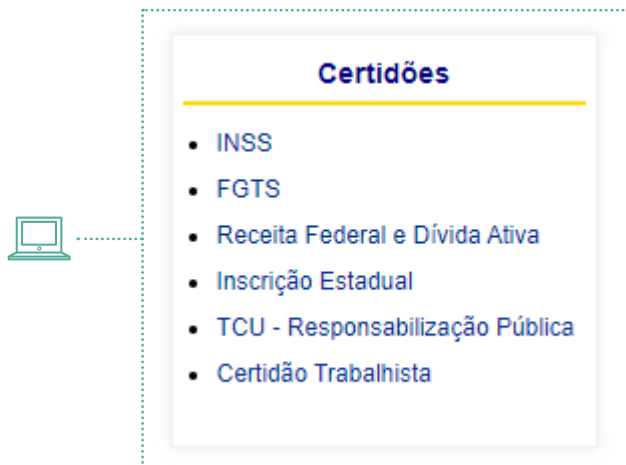 Certidões
INSS
FGTS
Receita Federal e Dívida Ativa
Inscrição Estadual
TCU - Responsabilização Pública
Certidão Trabalhista